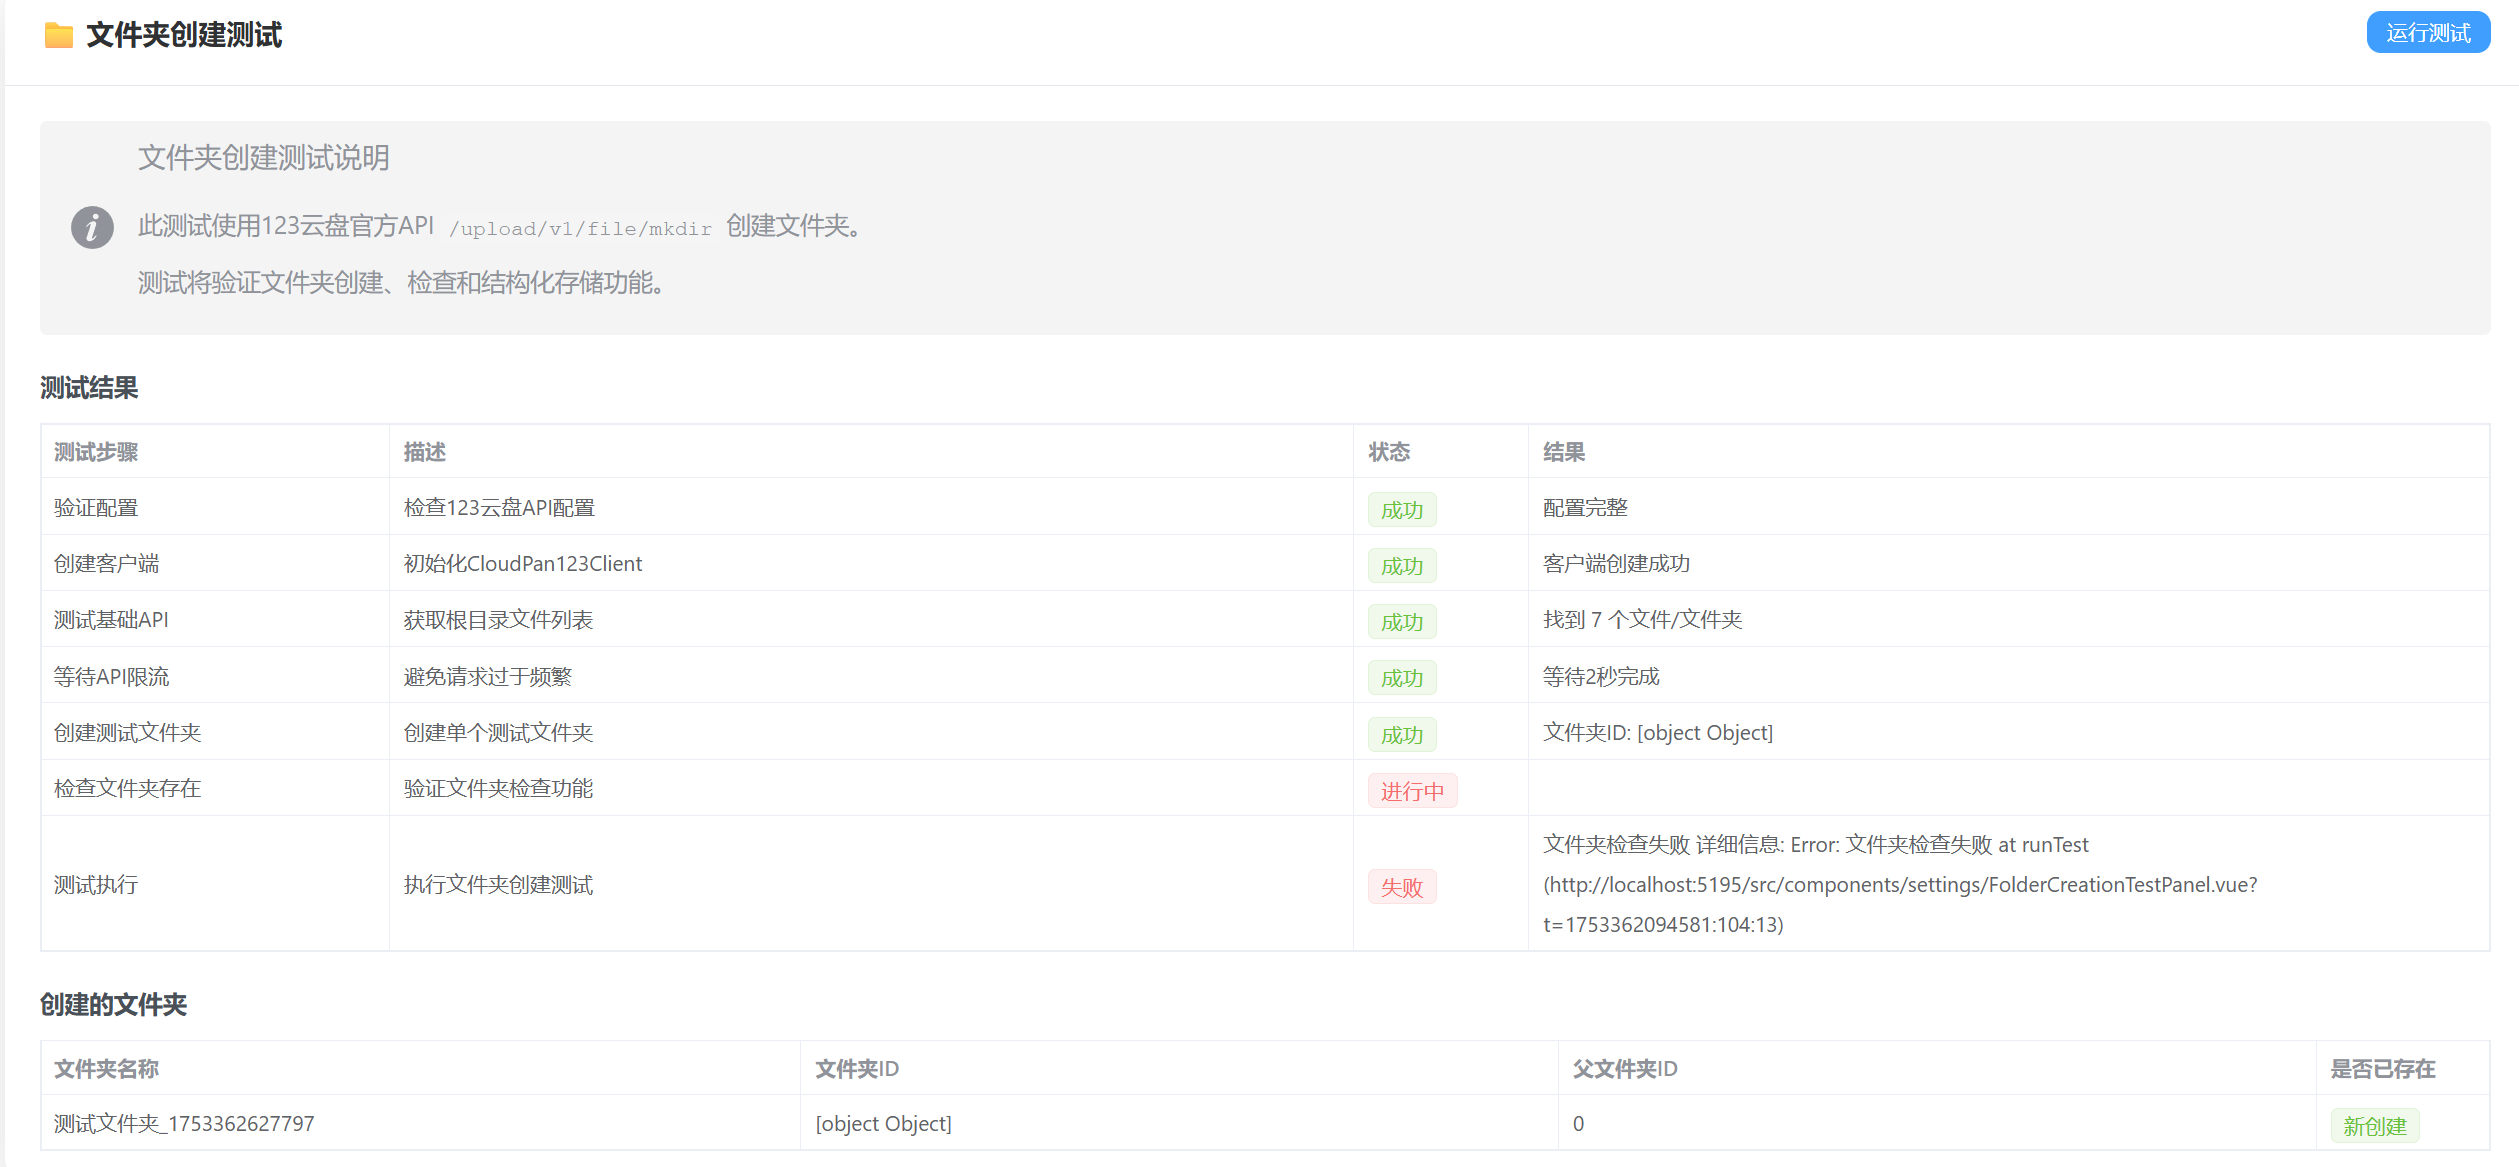 文件夹创建测试
运行测试
文件夹创建测试说明
此测试使用123云盘官方API /upload/v1/file/mkdir 创建文件夹。
测试将验证文件夹创建、检查和结构化存储功能。
测试结果
测试步骤 描述 状态 结果
验证配置 检查123云盘API配置 成功 配置完整
创建客户端 初始化CloudPan123Client 成功 客户端创建成功
测试基础API 获取根目录文件列表 成功 找到 7 个文件/文件夹
等待API限流 避免请求过于频繁 成功 等待2秒完成
创建测试文件夹 创建单个测试文件夹 成功 文件夹ID: [object Object]
检查文件夹存在 验证文件夹检查功能 进行中
测试执行 执行文件夹创建测试 失败 文件夹检查失败 详细信息: Error: 文件夹检查失败 at runTest
(http://localhost:5195/src/components/settings/FolderCreationTestPanel.vue?
t=1753362094581:104:13)
创建的文件夹
文件夹名称 文件夹ID 父文件夹ID 是否已存在
测试文件夹_1753362627797 [object Object] 0 新创建